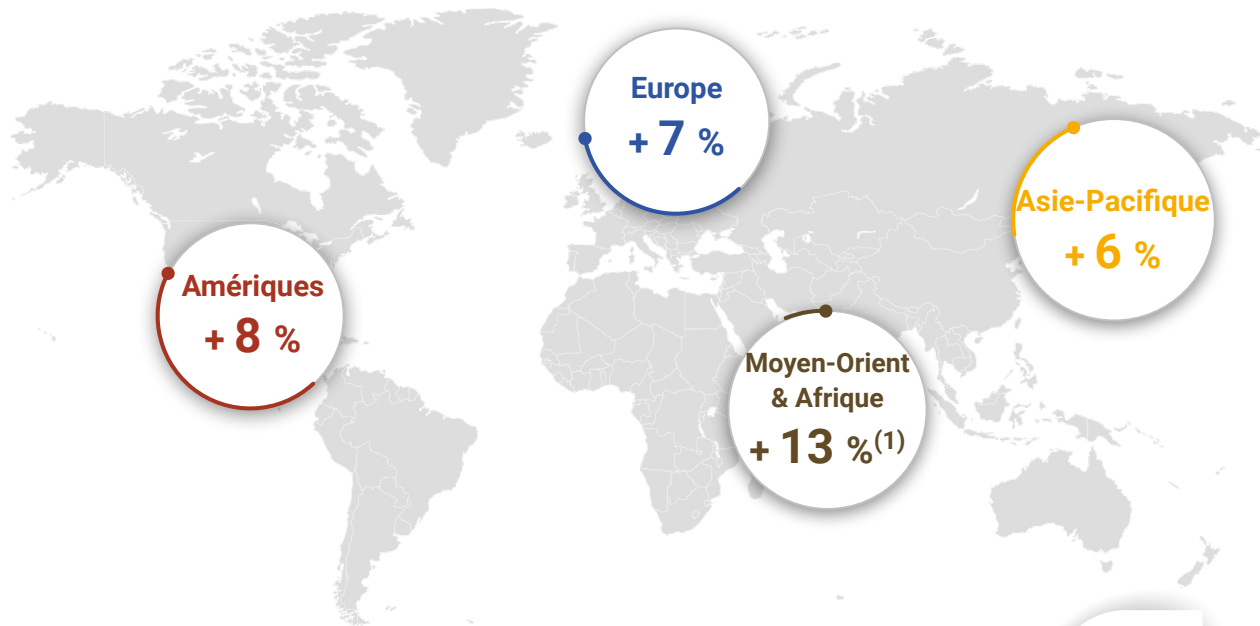 Europe
+ 7 %
Asie-Pacifique
+ 6 %
Amériques
+ 8 %
Moyen-Orient
& Afrique
+ 13 %(1)